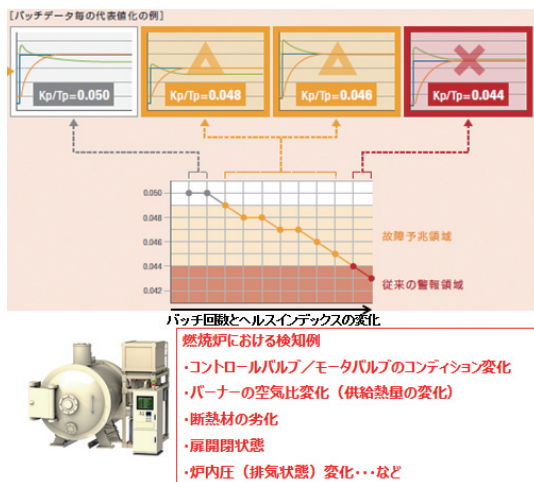 [バッチデータ毎の代表値化の例]
Kp/Tp=0.050
Kp/Tp=0.048
Kp/Tp=0.046
Kp/Tp=0.044
0.050
0.048
0.046
0.044
0.042
故障予兆領域
従来の警報領域
バッチ回数とヘルスインデックスの変化
燃焼炉における検知例
・コントロールバルブ／モータバルブのコンディション変化
・バーナーの空気比変化（供給熱量の変化）
・断熱材の劣化
・扉開閉状態
・炉内圧（排気状態）変化・・・など